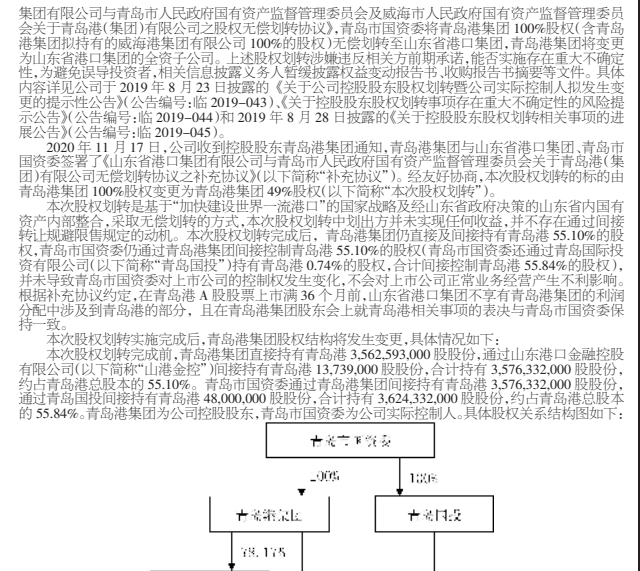 集团有限公司与青岛市人民政府国有资产监督管理委员会及威海市人民政府国有资产监督管理委员
会关于青岛港(集团)有限公司之股权无偿划转协议》,青岛市国资委将青岛港集团 100%股权(含青岛
港集团拟持有的威海港集团有限公司 100%的股权)无偿划转至山东省港口集团,青岛港集团将变更
为山东省港口集团的全资子公司。上述股权划转涉嫌违反相关方前期承诺,能否实施存在重大不确定
性,为避免误导投资者,相关信息披露义务人暂缓披露权益变动报告书、收购报告书摘要等文件。具体
内容详见公司于 2019 年 8 月 23 日披露的《关于公司控股股东股权划转暨公司实际控制人拟发生变
更的提示性公告》(公告编号:临 2019-043)、《关于控股股东股权划转事项存在重大不确定性的风险提
示公告》(公告编号:临 2019-044)和 2019 年 8 月 28 日披露的《关于控股股东股权划转相关事项的进
展公告》(公告编号:临 2019-045)。
2020 年 11 月 17 日,公司收到控股股东青岛港集团通知,青岛港集团与山东省港口集团、青岛市
国资委签署了《山东省港口集团有限公司与青岛市人民政府国有资产监督管理委员会关于青岛港(集
团)有限公司无偿划转协议之补充协议》(以下简称“补充协议”)。经友好协商,本次股权划转的标的由
青岛港集团 100%股权变更为青岛港集团 49%股权(以下简称“本次股权划转”)。
本次股权划转是基于“加快建设世界一流港口”的国家战略及经山东省政府决策的山东省内国有
资产内部整合,采取无偿划转的方式,本次股权划转中划出方并未实现任何收益,并不存在通过间接
转让规避限售规定的动机。本次股权划转完成后,青岛港集团仍直接及间接持有青岛港 55.10%的股
权,青岛市国资委仍通过青岛港集团间接控制青岛港 55.10%的股权(青岛市国资委还通过青岛国际投
资有限公司(以下简称“青岛国投”)持有青岛港 0.74%的股权,合计间接控制青岛港 55.84%的股权),
并未导致青岛市国资委对上市公司的控制权发生变化,不会对上市公司正常业务经营产生不利影响。
根据补充协议约定,在青岛港 A 股股票上市满 36 个月前,山东省港口集团不享有青岛港集团的利润
分配中涉及到青岛港的部分,且在青岛港集团股东会上就青岛港相关事项的表决与青岛市国资委保
持一致。
本次股权划转实施完成后,青岛港集团股权结构将发生变更,具体情况如下:
本次股权划转完成前,青岛港集团直接持有青岛港 3,562,593,000 股股份,通过山东港口金融控股
有限公司(以下简称“山港金控”)间接持有青岛港 13,739,000 股股份,合计持有 3,576,332,000 股股份,
约占青岛港总股本的 55.10%。青岛市国资委通过青岛港集团间接持有青岛港 3,576,332,000 股股份,
通过青岛国投间接持有青岛港 48,000,000 股股份,合计持有 3,624,332,000 股股份,约占青岛港总股本
的 55.84%。青岛港集团为公司控股股东,青岛市国资委为公司实际控制人。具体股权关系结构图如下:
青岛市国资委
100%
100%
青岛港集团
青岛国投